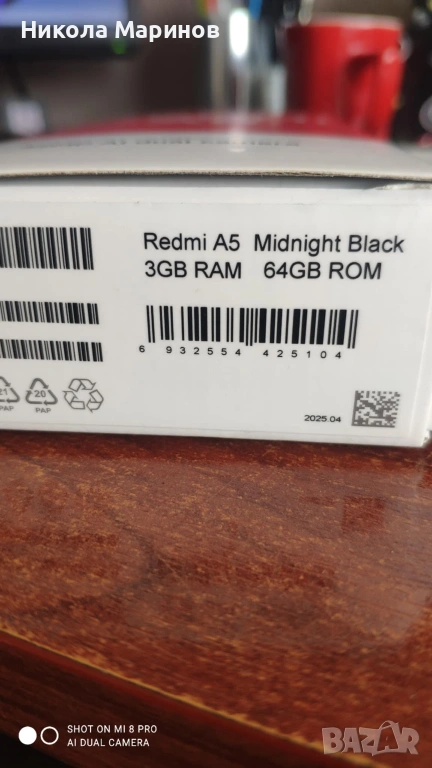 Никола Маринов
Redmi A5 Midnight Black
3GB RAM 64GB ROM
6 932554 425104
21 20
PAP PAP
2025.04
SHOT ON MI 8 PRO
AI DUAL CAMERA
BAZAR